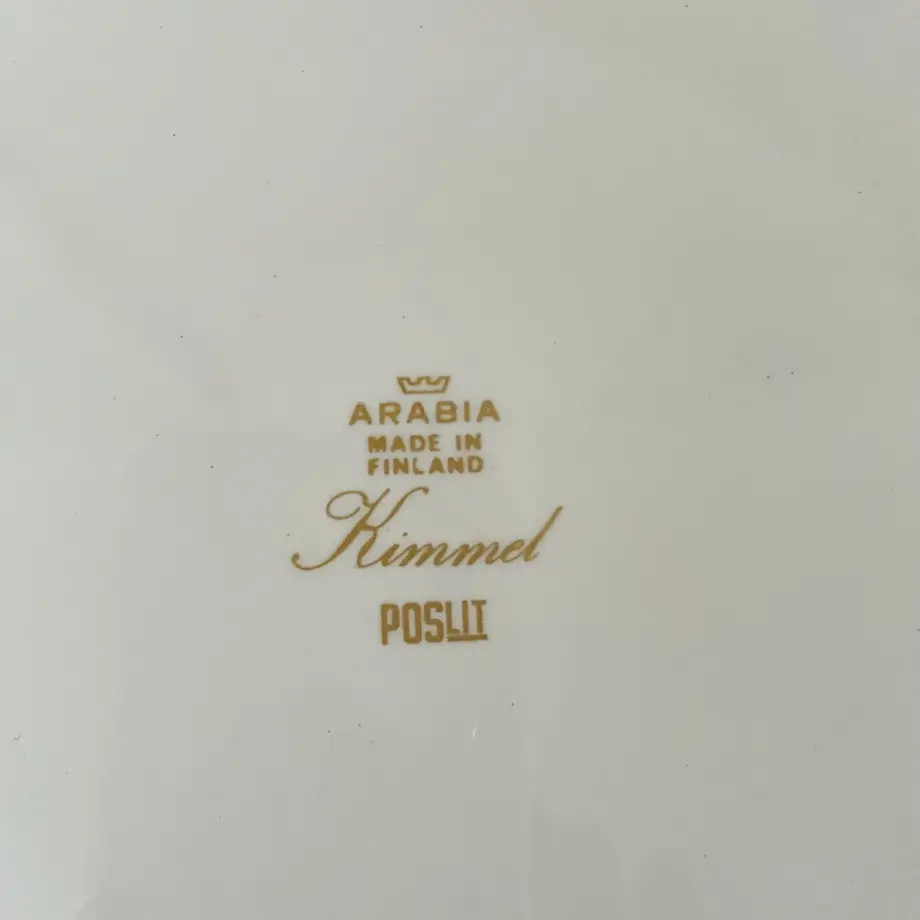 ARABIA
MADE IN
FINLAND
Kimmel
POSLIT